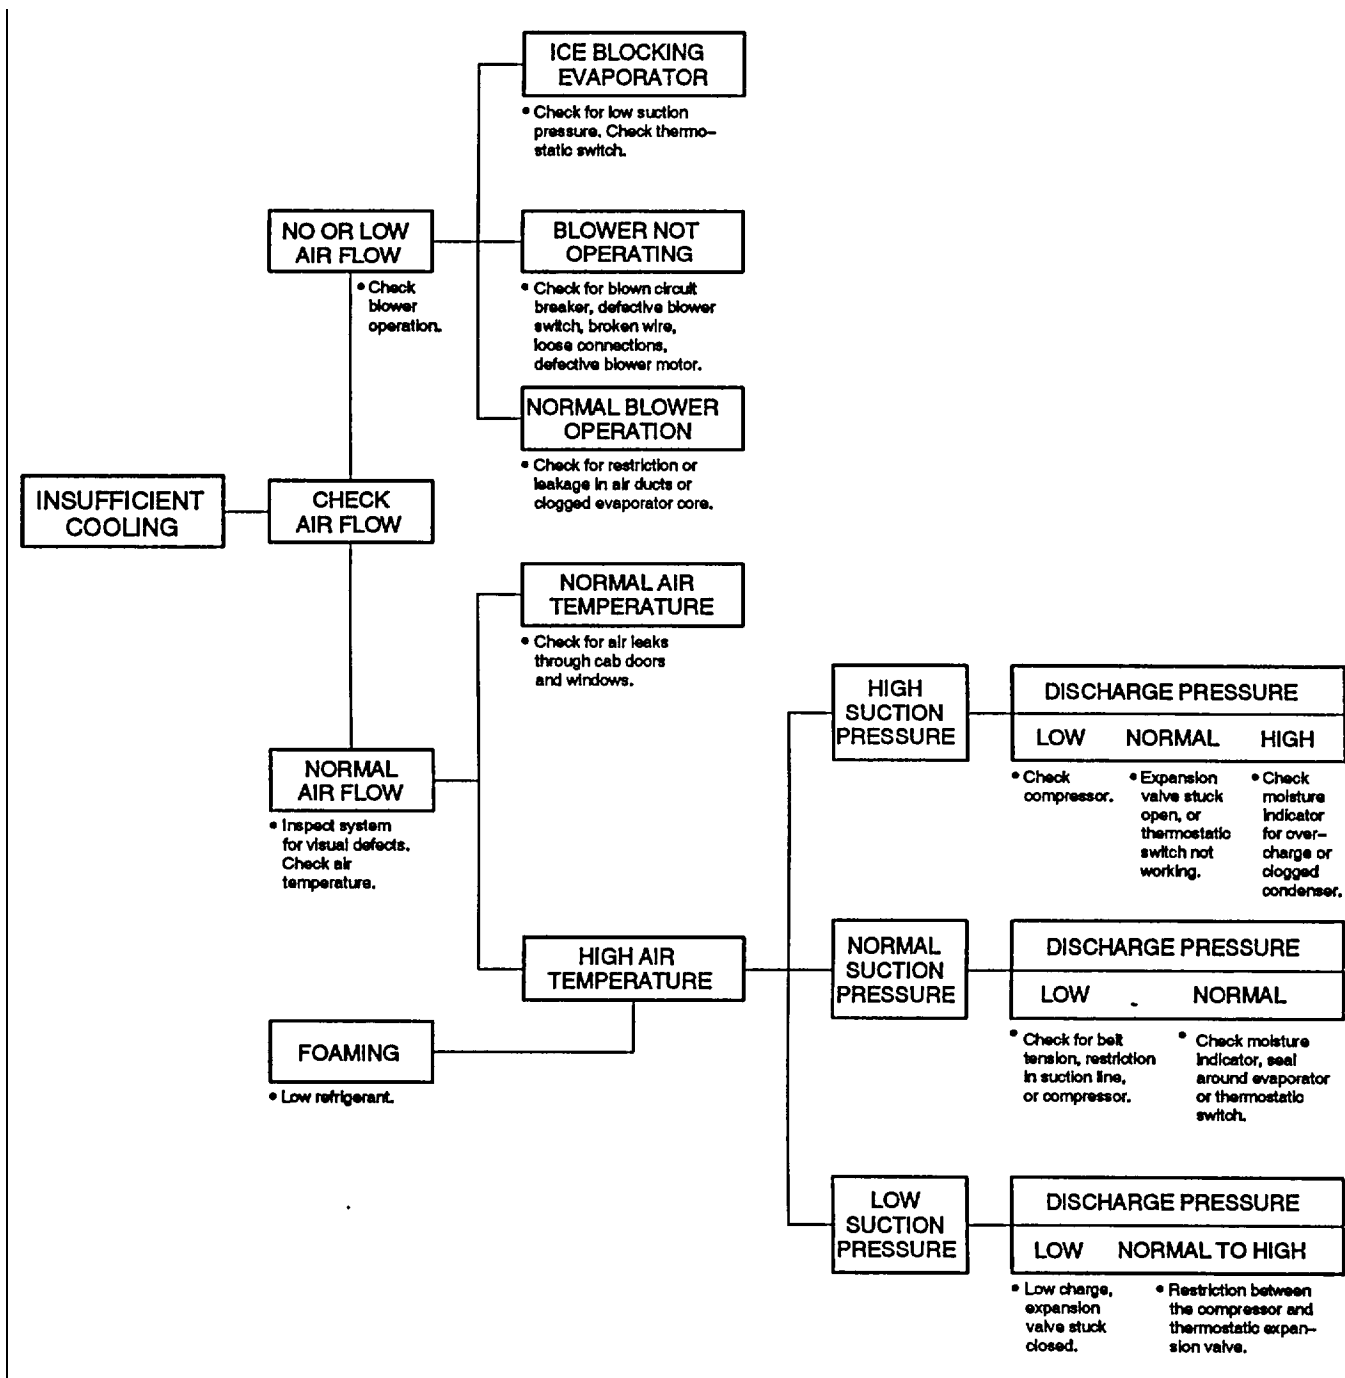 ICE BLOCKING
EVAPORATOR
• Check for low suction
pressure. Check thermo–
static switch.
NO OR LOW
AIR FLOW
• Check
blower
operation.
BLOWER NOT
OPERATING
• Check for blown circuit
breaker, defective blower
switch, broken wire,
loose connections,
defective blower motor.
NORMAL BLOWER
OPERATION
• Check for restriction or
leakage in air ducts or
clogged evaporator core.
INSUFFICIENT
COOLING
CHECK
AIR FLOW
NORMAL AIR
TEMPERATURE
• Check for air leaks
through cab doors
and windows.
NORMAL
AIR FLOW
• Inspect system
for visual defects.
Check air
temperature.
HIGH AIR
TEMPERATURE
FOAMING
• Low refrigerant.
HIGH
SUCTION
PRESSURE
DISCHARGE PRESSURE
LOW NORMAL HIGH
• Check
compressor.
• Expansion
valve stuck
open, or
thermostatic
switch not
working.
• Check
moisture
indicator
for over–
charge or
clogged
condenser.
NORMAL
SUCTION
PRESSURE
DISCHARGE PRESSURE
LOW NORMAL
• Check for belt
tension, restriction
in suction line,
or compressor.
• Check moisture
indicator, seal
around evaporator
or thermostatic
switch.
LOW
SUCTION
PRESSURE
DISCHARGE PRESSURE
LOW NORMAL TO HIGH
• Low charge,
expansion
valve stuck
closed.
• Restriction between
the compressor and
thermostatic expan–
sion valve.